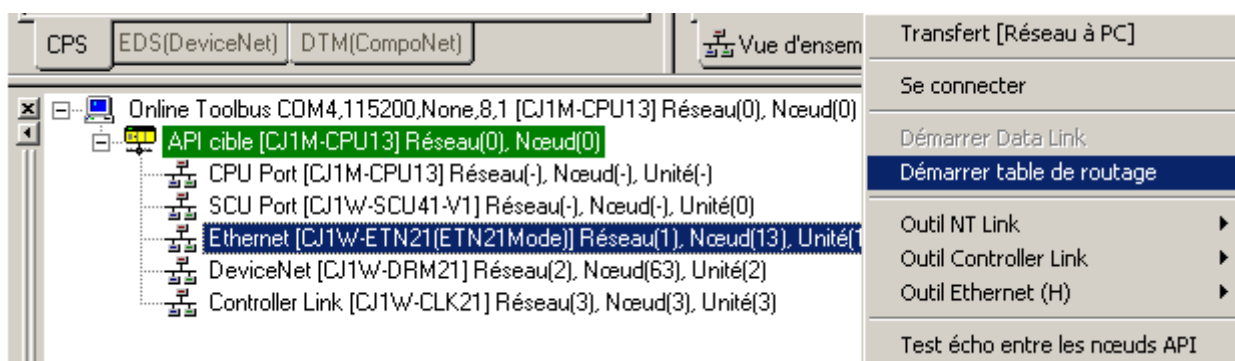 CPS EDS(DeviceNet) DTM(CompoNet) Vue d'ensem
Online Toolbus COM4,115200,None,8,1 [CJ1M-CPU13] Réseau(0), Nœud(0)
API cible [CJ1M-CPU13] Réseau(0), Nœud(0)
CPU Port [CJ1M-CPU13] Réseau(-), Nœud(-), Unité(-)
SCU Port [CJ1W-SCU41-V1] Réseau(-), Nœud(-), Unité(0)
Ethernet [CJ1W-ETN21(ETN21Mode)] Réseau(1), Nœud(13), Unité(1
DeviceNet [CJ1W-DRM21] Réseau(2), Nœud(63), Unité(2)
Controller Link [CJ1W-CLK21] Réseau(3), Nœud(3), Unité(3)
Transfert [Réseau à PC]
Se connecter
Démarrer Data Link
Démarrer table de routage
Outil NT Link
Outil Controller Link
Outil Ethernet (H)
Test écho entre les nœuds API